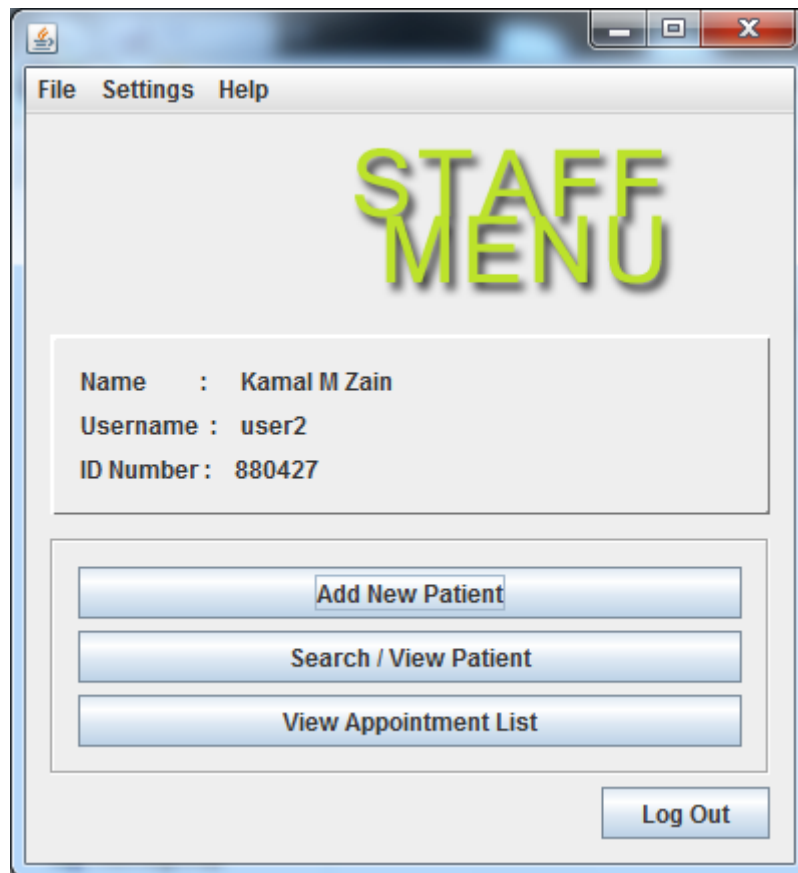 File Settings Help
STAFF
MENU
Name : Kamal M Zain
Username : user2
ID Number : 880427
Add New Patient
Search / View Patient
View Appointment List
Log Out